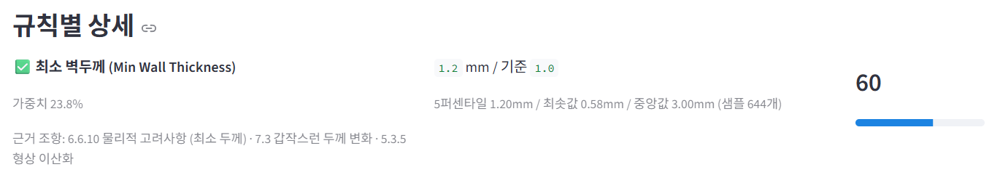 규칙별 상세
최소 벽두께 (Min Wall Thickness)
1.2 mm / 기준 1.0
60
가중치 23.8%
5퍼센타일 1.20mm / 최솟값 0.58mm / 중앙값 3.00mm (샘플 644개)
근거 조항: 6.6.10 물리적 고려사항 (최소 두께) · 7.3 갑작스런 두께 변화 · 5.3.5
형상 이산화